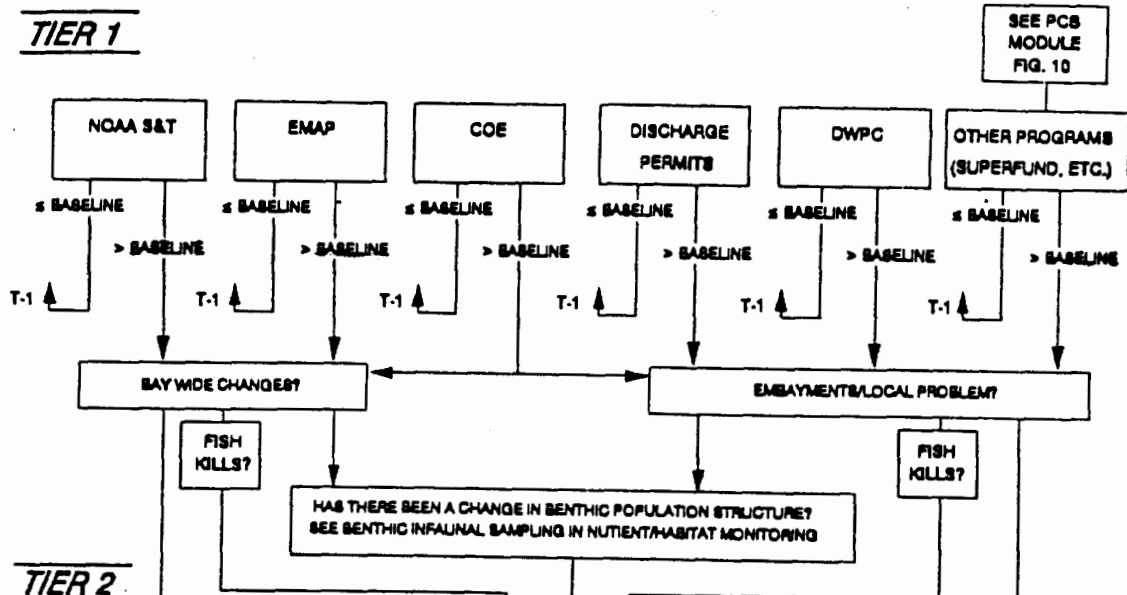 TIER 1
SEE PCS
MODULE
FIG. 10
NOAA S&T
EMAP
COE
DISCHARGE
PERMITS
DWPC
OTHER PROGRAMS
(SUPERFUND, ETC.)
≤ BASELINE
≤ BASELINE
≤ BASELINE
≤ BASELINE
≤ BASELINE
≤ BASELINE
> BASELINE
> BASELINE
> BASELINE
> BASELINE
> BASELINE
> BASELINE
T-1
T-1
T-1
T-1
T-1
T-1
BAY WIDE CHANGES?
EMBAYMENTS/LOCAL PROBLEM?
FISH
KILLS?
FISH
KILLS?
HAS THERE BEEN A CHANGE IN BENTHIC POPULATION STRUCTURE?
SEE BENTHIC INFAUNAL SAMPLING IN NUTIENT/HABITAT MONITORING
TIER 2